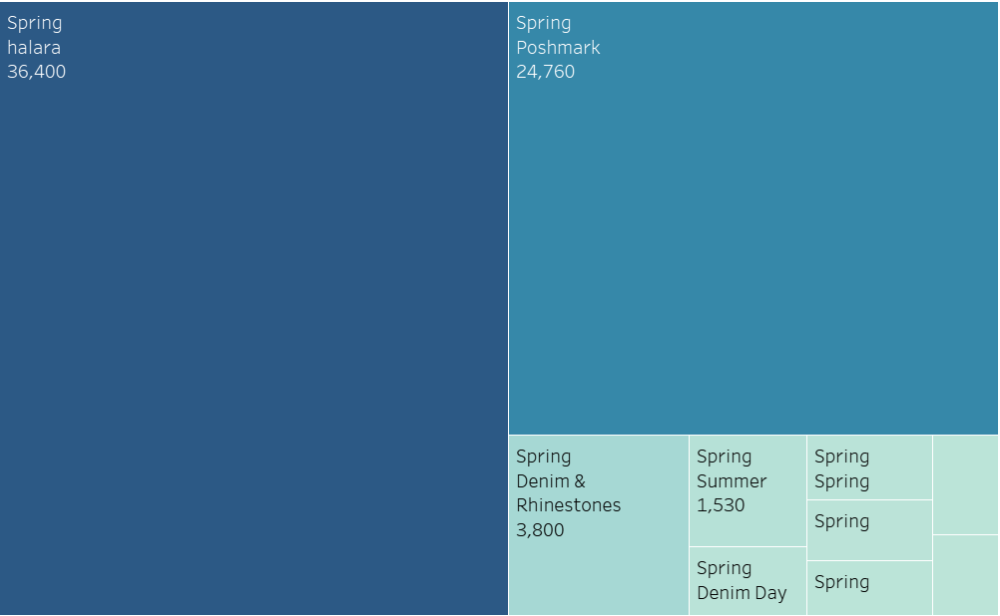 Spring
halara
36,400
Spring
Poshmark
24,760
Spring
Denim &
Rhinestones
3,800
Spring
Summer
1,530
Spring
Denim Day
Spring
Spring
Spring
Spring